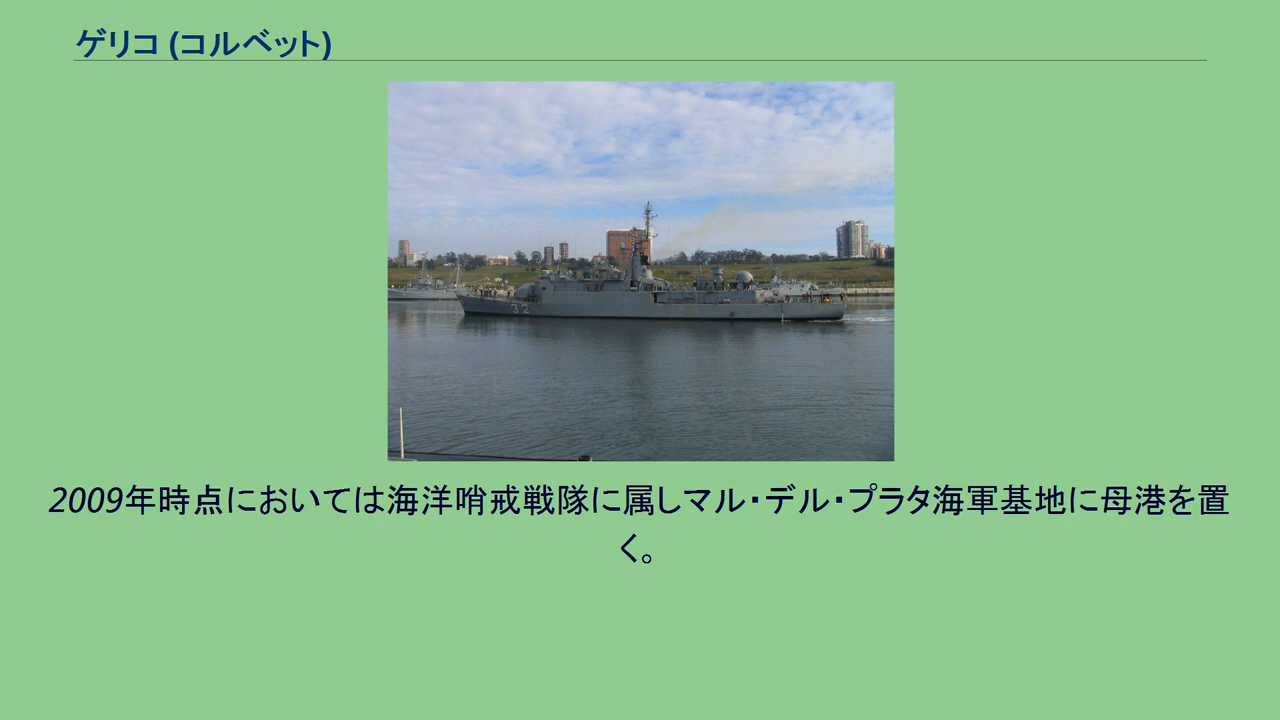 ゲリコ (コルベット)
32
2009年時点においては海洋哨戒戦隊に属しマル・デル・プラタ海軍基地に母港を置
く。